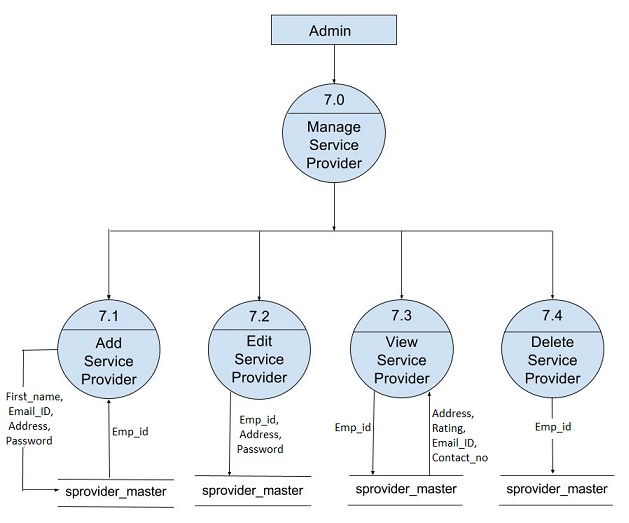 Admin
7.0
Manage
Service
Provider
7.1
Add
Service
Provider
7.2
Edit
Service
Provider
7.3
View
Service
Provider
7.4
Delete
Service
Provider
First_name,
Email_ID,
Address,
Password
Emp_id
Emp_id,
Address,
Password
Emp_id
Address,
Rating,
Email_ID,
Contact_no
Emp_id
sprovider_master
sprovider_master
sprovider_master
sprovider_master